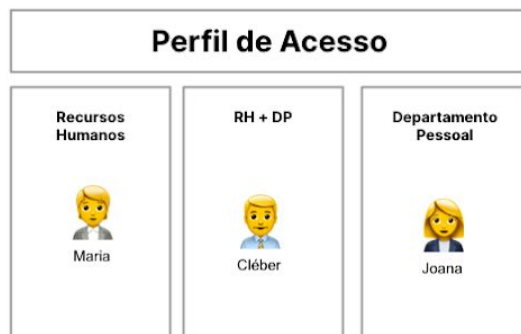 Perfil de Acesso
Recursos
Humanos
Maria
RH + DP
Cléber
Departamento
Pessoal
Joana